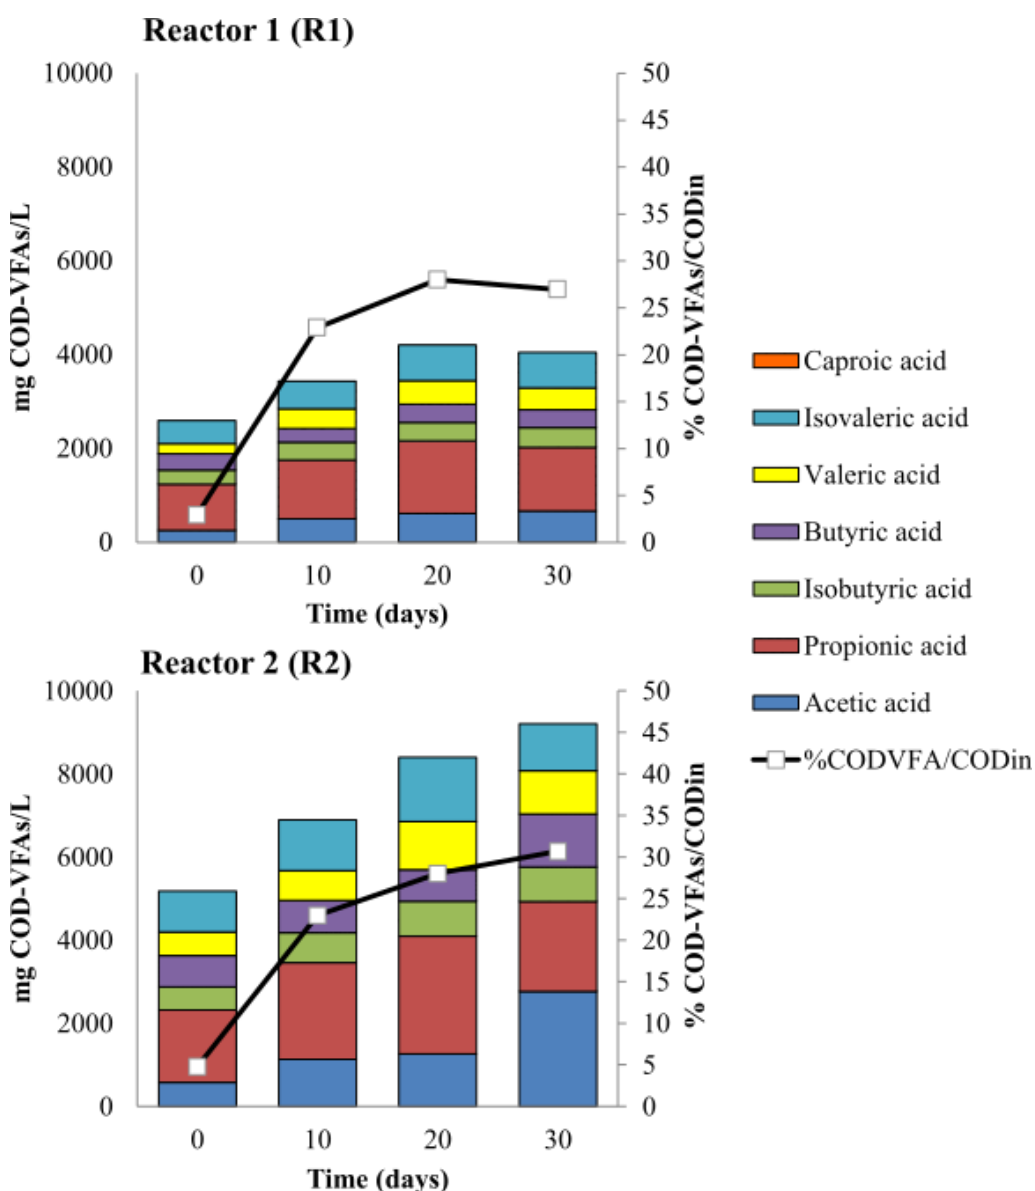 Reactor 1 (R1)
10000
8000
6000
4000
2000
0
mg COD-VFAs/L
50
45
40
35
30
25
20
15
10
5
0
% COD-VFAs/CODin
0 10 20 30
Time (days)
Caproic acid
Isovaleric acid
Valeric acid
Butyric acid
Isobutyric acid
Propionic acid
Acetic acid
%CODVFA/CODin
Reactor 2 (R2)
10000
8000
6000
4000
2000
0
mg COD-VFAs/L
50
45
40
35
30
25
20
15
10
5
0
% COD-VFAs/CODin
0 10 20 30
Time (days)